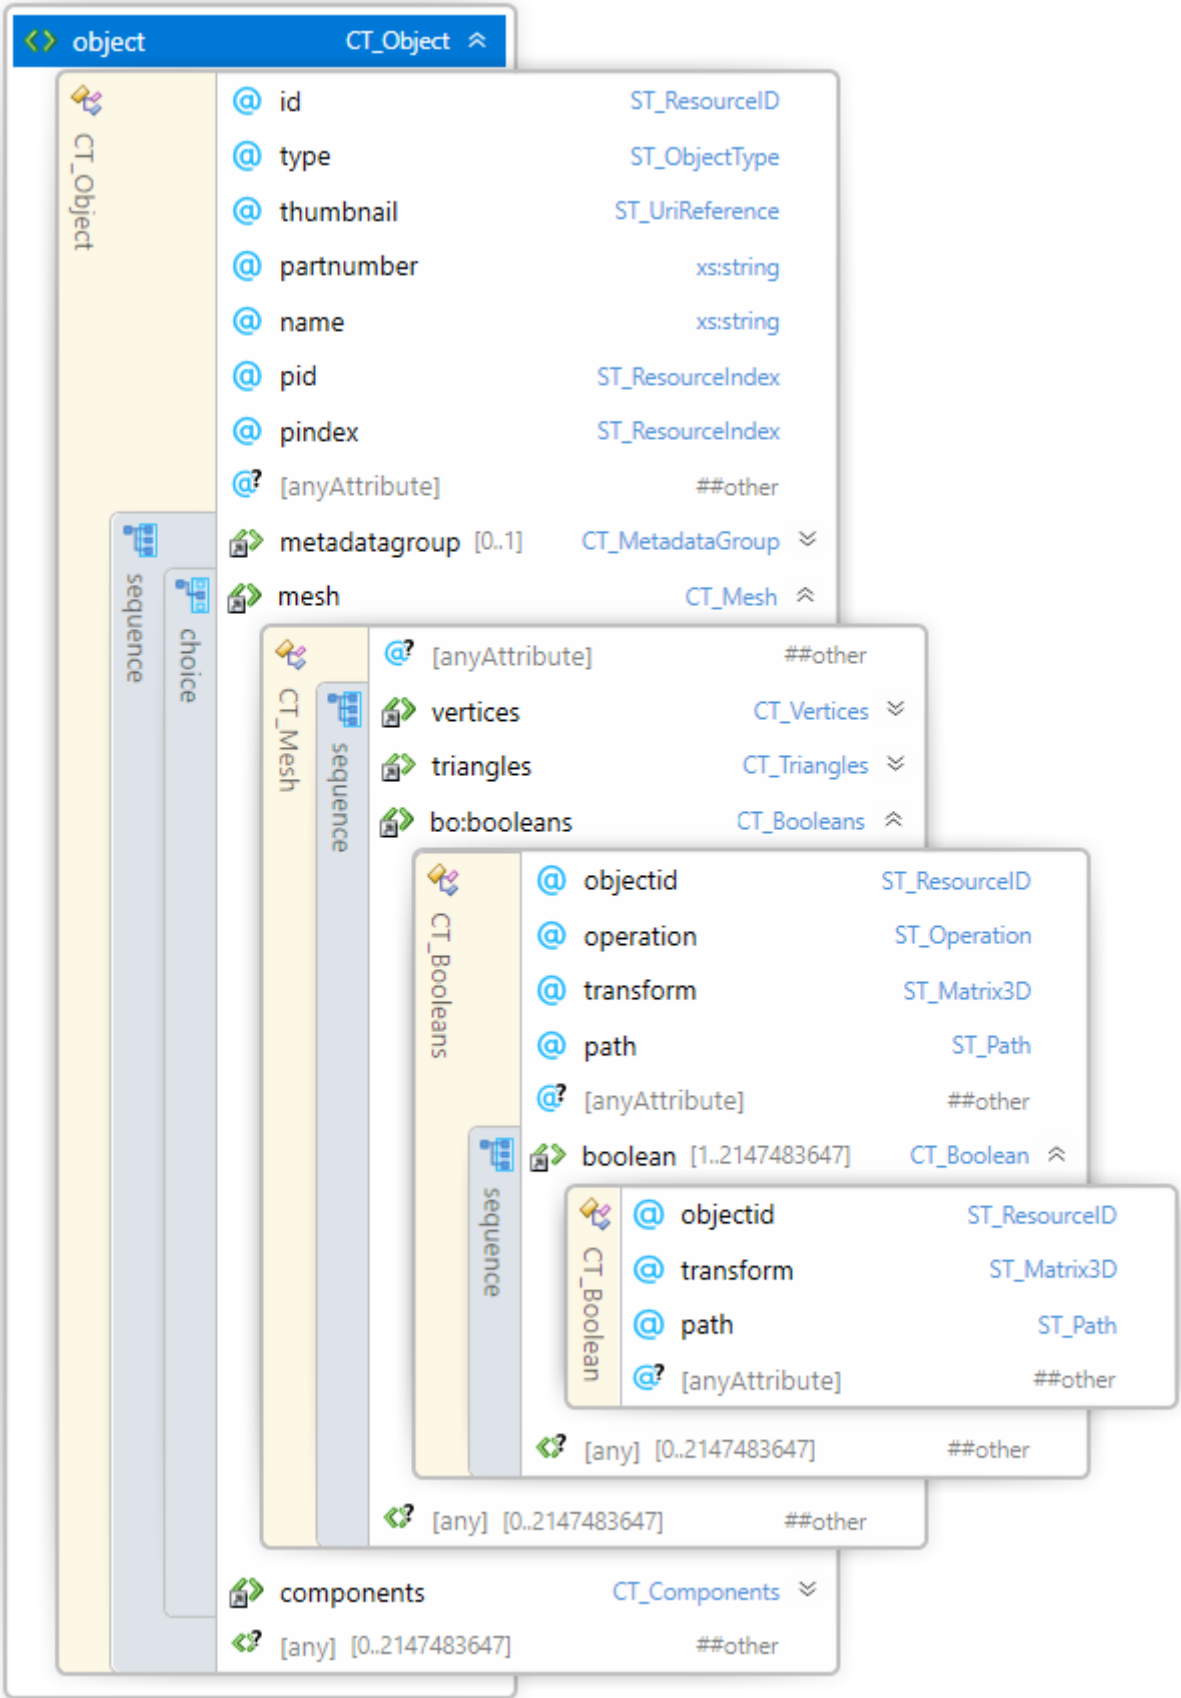 object CT_Object
CT_Object
@ id ST_ResourceID
@ type ST_ObjectType
@ thumbnail ST_UriReference
@ partnumber xs:string
@ name xs:string
@ pid ST_ResourceIndex
@ pindex ST_ResourceIndex
@? [anyAttribute] ##other
sequence
metadatagroup [0..1] CT_MetadataGroup
choice
mesh CT_Mesh
CT_Mesh
@? [anyAttribute] ##other
sequence
vertices CT_Vertices
triangles CT_Triangles
bo:booleans CT_Booleans
CT_Booleans
@ objectid ST_ResourceID
@ operation ST_Operation
@ transform ST_Matrix3D
@ path ST_Path
@? [anyAttribute] ##other
sequence
boolean [1..2147483647] CT_Boolean
CT_Boolean
@ objectid ST_ResourceID
@ transform ST_Matrix3D
@ path ST_Path
@? [anyAttribute] ##other
? [any] [0..2147483647] ##other
? [any] [0..2147483647] ##other
components CT_Components
? [any] [0..2147483647] ##other